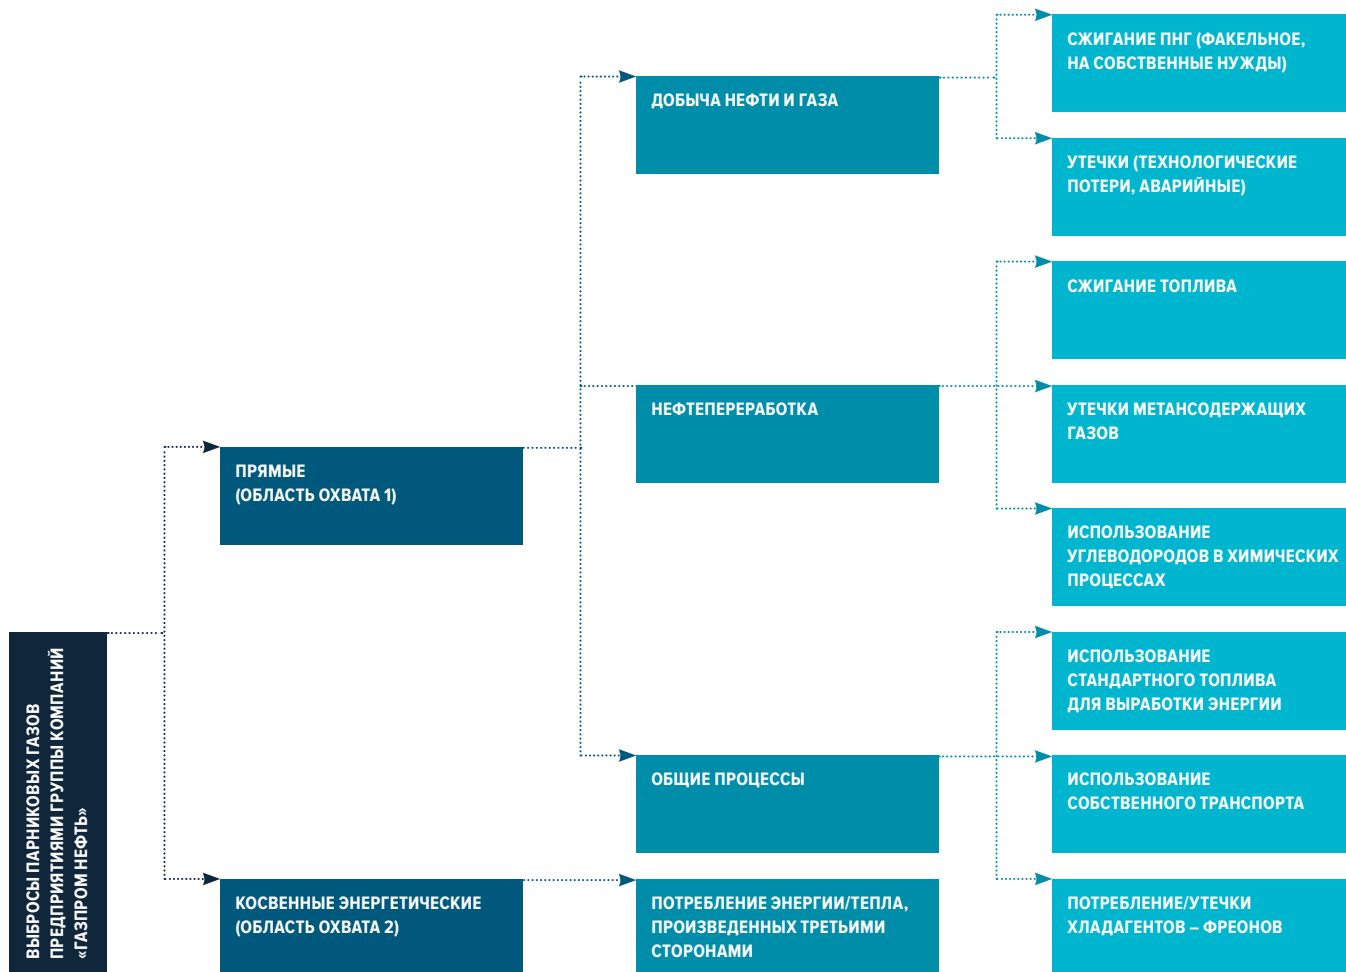 ВЫБРОСЫ ПАРНИКОВЫХ ГАЗОВ
ПРЕДПРИЯТИЯМИ ГРУППЫ КОМПАНИЙ
«ГАЗПРОМ НЕФТЬ»
ПРЯМЫЕ
(ОБЛАСТЬ ОХВАТА 1)
КОСВЕННЫЕ ЭНЕРГЕТИЧЕСКИЕ
(ОБЛАСТЬ ОХВАТА 2)
ДОБЫЧА НЕФТИ И ГАЗА
НЕФТЕПЕРЕРАБОТКА
ОБЩИЕ ПРОЦЕССЫ
ПОТРЕБЛЕНИЕ ЭНЕРГИИ/ТЕПЛА,
ПРОИЗВЕДЕННЫХ ТРЕТЬИМИ
СТОРОНАМИ
СЖИГАНИЕ ПНГ (ФАКЕЛЬНОЕ,
НА СОБСТВЕННЫЕ НУЖДЫ)
УТЕЧКИ (ТЕХНОЛОГИЧЕСКИЕ
ПОТЕРИ, АВАРИЙНЫЕ)
СЖИГАНИЕ ТОПЛИВА
УТЕЧКИ МЕТАНСОДЕРЖАЩИХ
ГАЗОВ
ИСПОЛЬЗОВАНИЕ
УГЛЕВОДОРОДОВ В ХИМИЧЕСКИХ
ПРОЦЕССАХ
ИСПОЛЬЗОВАНИЕ
СТАНДАРТНОГО ТОПЛИВА
ДЛЯ ВЫРАБОТКИ ЭНЕРГИИ
ИСПОЛЬЗОВАНИЕ
СОБСТВЕННОГО ТРАНСПОРТА
ПОТРЕБЛЕНИЕ/УТЕЧКИ
ХЛАДАГЕНТОВ – ФРЕОНОВ